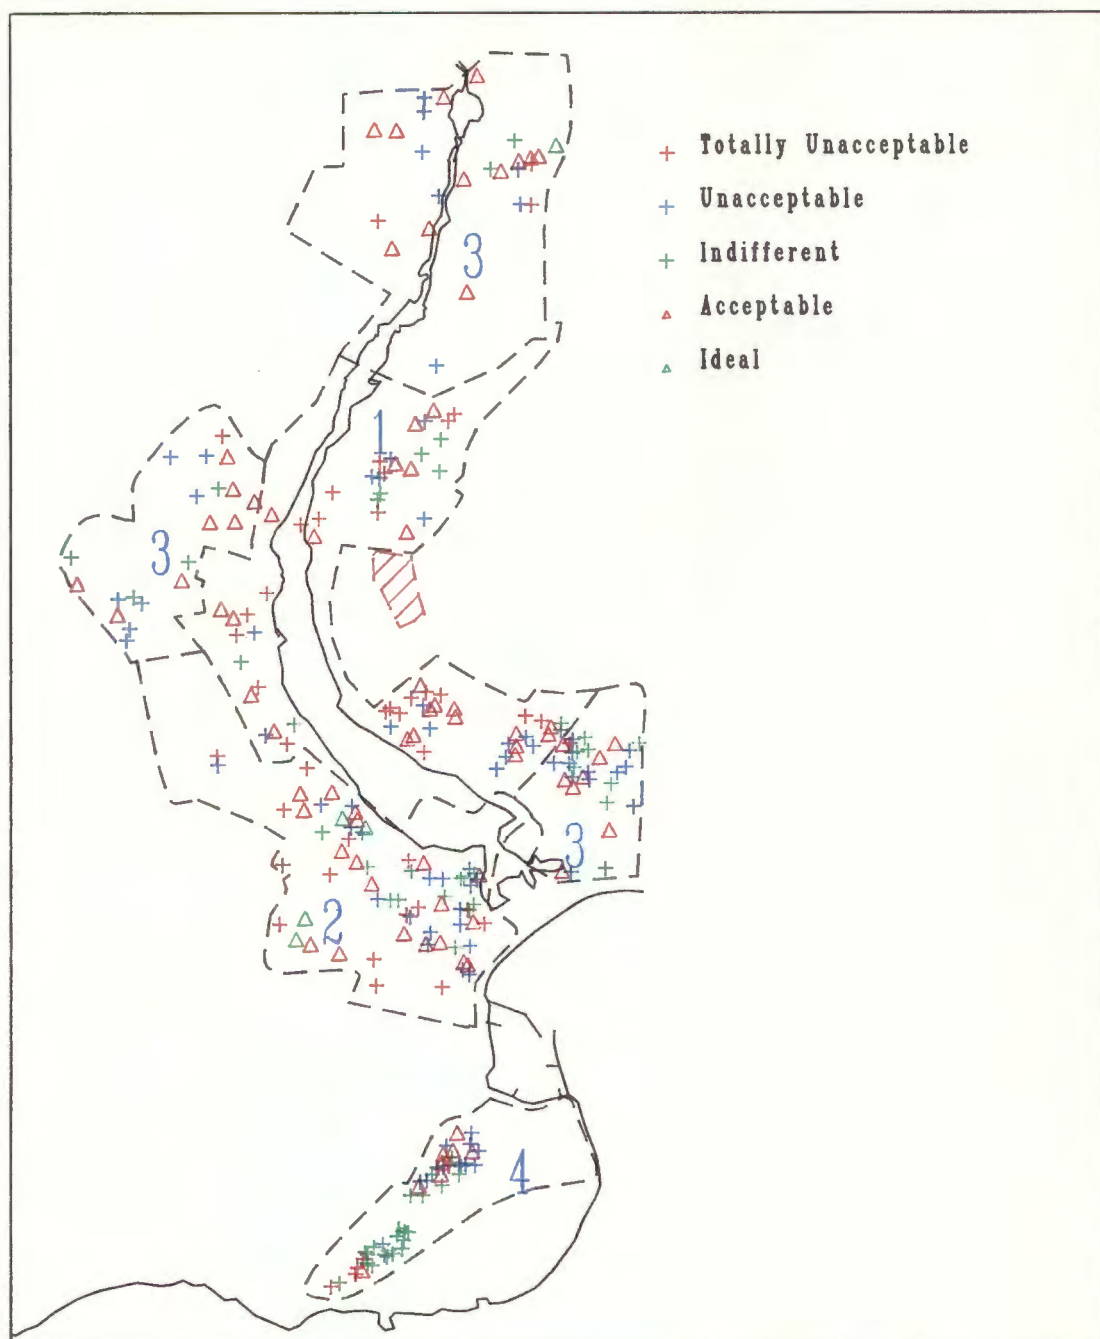 Totally Unacceptable
Unacceptable
3
Indifferent
Acceptable
Ideal
1
3
3
2
4